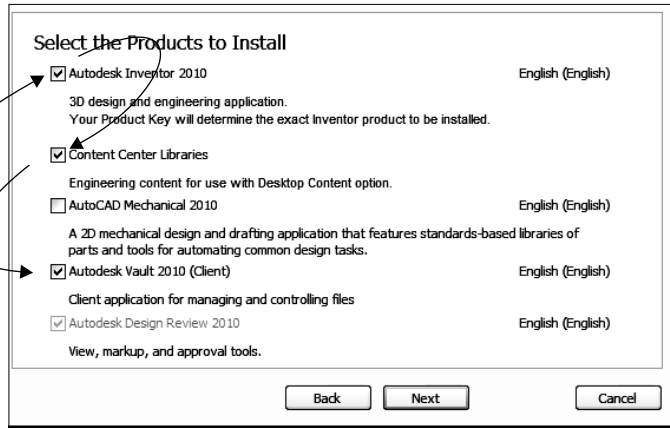 Select the Products to Install
Autodesk Inventor 2010 English (English)
3D design and engineering application.
Your Product Key will determine the exact Inventor product to be installed.
Content Center Libraries
Engineering content for use with Desktop Content option.
AutoCAD Mechanical 2010 English (English)
A 2D mechanical design and drafting application that features standards-based libraries of
parts and tools for automating common design tasks.
Autodesk Vault 2010 (Client) English (English)
Client application for managing and controlling files
Autodesk Design Review 2010 English (English)
View, markup, and approval tools.
Back Next Cancel